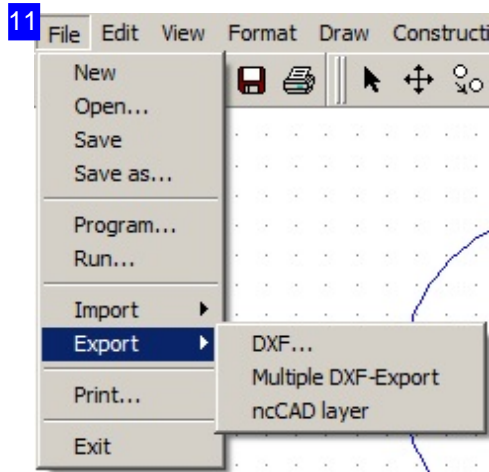 11
File Edit View Format Draw Constructi
New
Open...
Save
Save as...
Program...
Run...
Import
Export
DXF...
Multiple DXF-Export
ncCAD layer
Print...
Exit